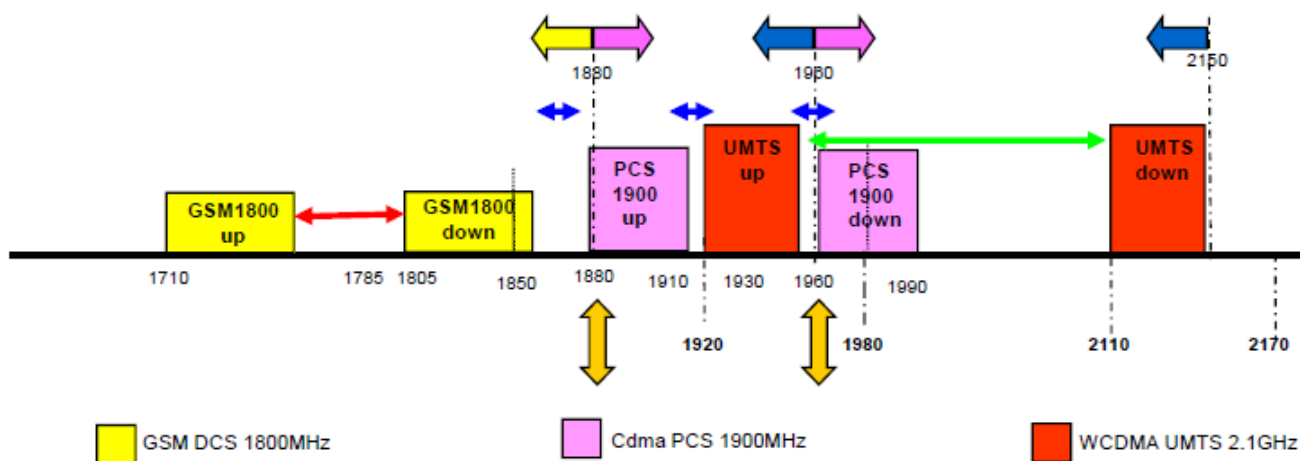 1880
1960
2150
GSM1800
up
GSM1800
down
PCS
1900
up
UMTS
up
PCS
1900
down
UMTS
down
1710
1785
1805
1850
1880
1910
1930
1960
1990
1920
1980
2110
2170
GSM DCS 1800MHz
Cdma PCS 1900MHz
WCDMA UMTS 2.1GHz